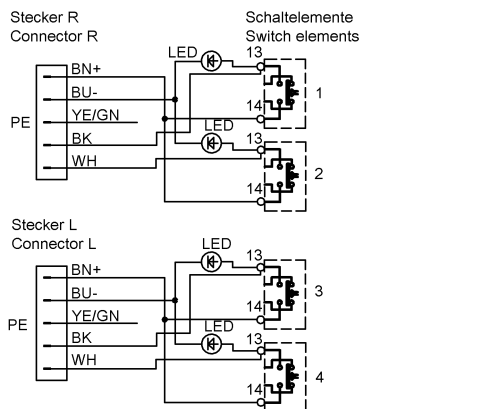 Stecker R
Connector R
Schaltelemente
Switch elements
LED
13
BN+
BU-
1
YE/GN
14
PE
LED
13
BK
WH
2
14
Stecker L
Connector L
LED
13
BN+
BU-
3
YE/GN
14
PE
LED
13
BK
WH
4
14